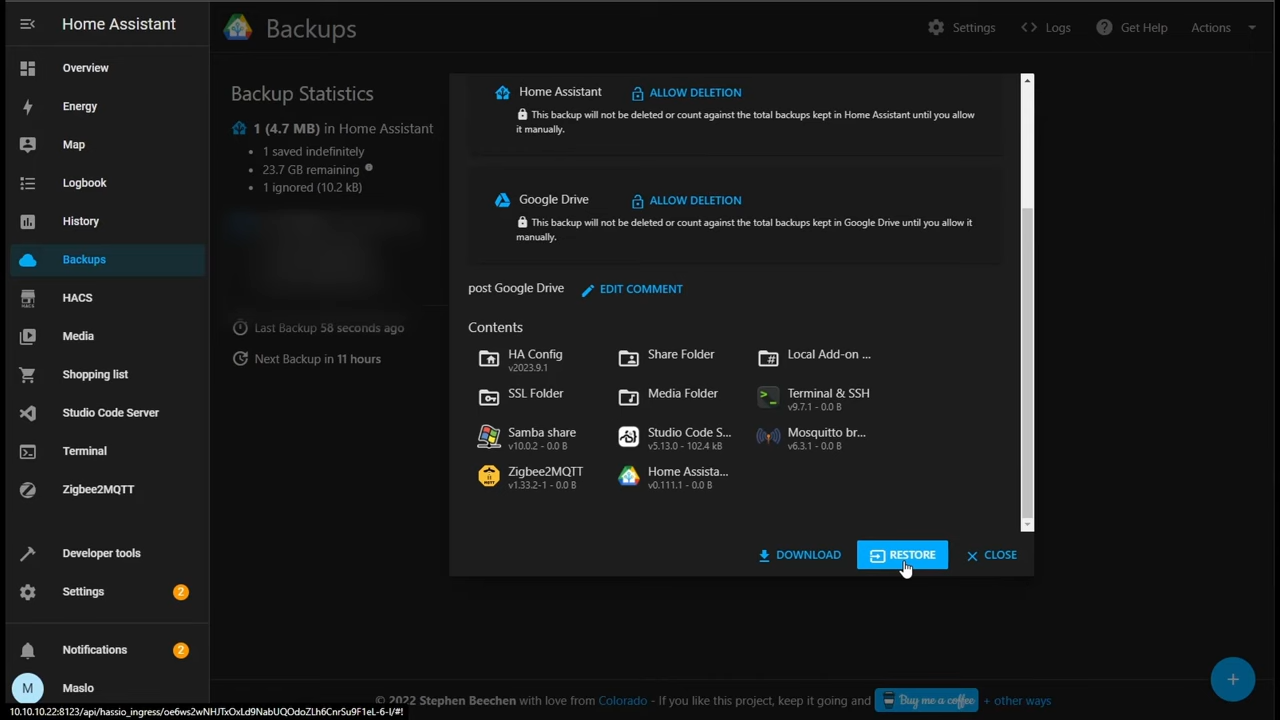 Home Assistant
Overview
Energy
Map
Logbook
History
Backups
HACS
HACS
Media
Shopping list
Studio Code Server
Terminal
Zigbee2MQTT
Developer tools
Settings 2
Notifications 2
M Maslo
Backups
Settings
Logs
Get Help
Actions
Backup Statistics
1 (4.7 MB) in Home Assistant
1 saved indefinitely
23.7 GB remaining
1 ignored (10.2 kB)
Last Backup 58 seconds ago
Next Backup in 11 hours
Home Assistant ALLOW DELETION
This backup will not be deleted or count against the total backups kept in Home Assistant until you allow
it manually.
Google Drive ALLOW DELETION
This backup will not be deleted or count against the total backups kept in Google Drive until you allow it
manually.
post Google Drive EDIT COMMENT
Contents
HA Config
v2023.9.1
Share Folder
Local Add-on ...
SSL Folder
Media Folder
Terminal & SSH
v9.7.1 - 0.0 B
Samba share
v10.0.2 - 0.0 B
Studio Code S...
v5.13.0 - 102.4 kB
Mosquitto br...
v6.3.1 - 0.0 B
Zigbee2MQTT
v1.33.2-1 - 0.0 B
Home Assista...
v0.111.1 - 0.0 B
DOWNLOAD RESTORE CLOSE
© 2022 Stephen Beechen with love from Colorado - If you like this project, keep it going and Buy me a coffee + other ways